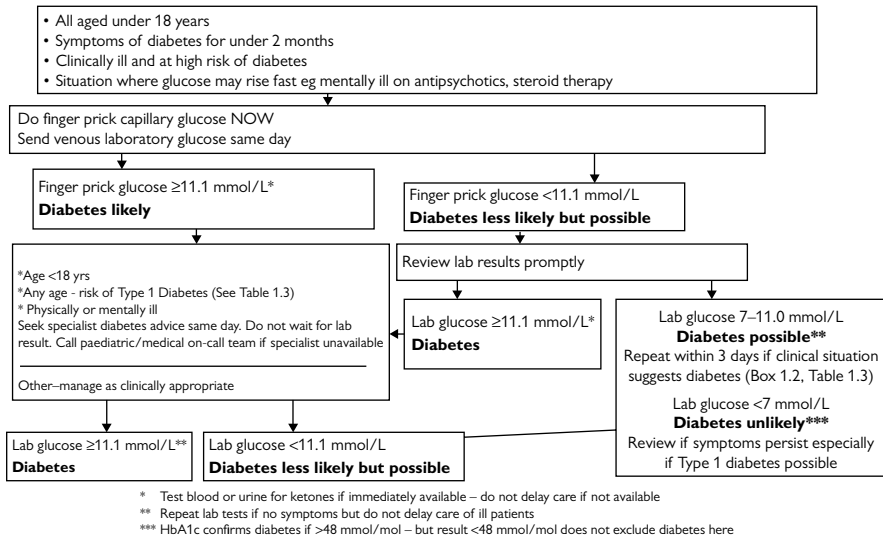 • All aged under 18 years
• Symptoms of diabetes for under 2 months
• Clinically ill and at high risk of diabetes
• Situation where glucose may rise fast eg mentally ill on antipsychotics, steroid therapy
Do finger prick capillary glucose NOW
Send venous laboratory glucose same day
Finger prick glucose ≥11.1 mmol/L*
Diabetes likely
Finger prick glucose <11.1 mmol/L
Diabetes less likely but possible
*Age <18 yrs
*Any age - risk of Type 1 Diabetes (See Table 1.3)
* Physically or mentally ill
Seek specialist diabetes advice same day. Do not wait for lab
result. Call paediatric/medical on-call team if specialist unavailable
Other–manage as clinically appropriate
Review lab results promptly
Lab glucose ≥11.1 mmol/L*
Diabetes
Lab glucose 7–11.0 mmol/L
Diabetes possible**
Repeat within 3 days if clinical situation
suggests diabetes (Box 1.2, Table 1.3)
Lab glucose <7 mmol/L
Diabetes unlikely***
Review if symptoms persist especially
if Type 1 diabetes possible
Lab glucose ≥11.1 mmol/L**
Diabetes
Lab glucose <11.1 mmol/L
Diabetes less likely but possible
* Test blood or urine for ketones if immediately available – do not delay care if not available
** Repeat lab tests if no symptoms but do not delay care of ill patients
*** HbA1c confirms diabetes if >48 mmol/mol – but result <48 mmol/mol does not exclude diabetes here